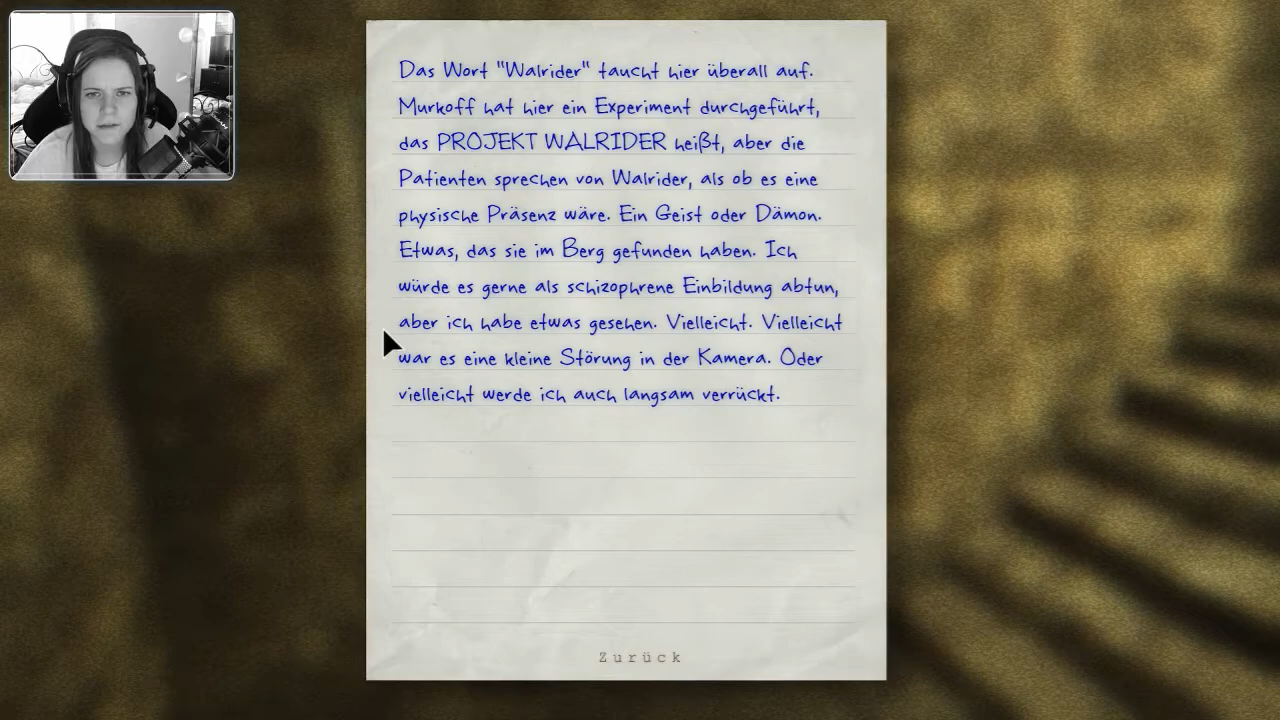 Das Wort "Walrider" taucht hier überall auf.
Murkoff hat hier ein Experiment durchgeführt,
das PROJEKT WALRIDER heißt, aber die
Patienten sprechen von Walrider, als ob es eine
physische Präsenz wäre. Ein Geist oder Dämon.
Etwas, das sie im Berg gefunden haben. Ich
würde es gerne als schizophrene Einbildung abtun,
aber ich habe etwas gesehen. Vielleicht. Vielleicht
war es eine kleine Störung in der Kamera. Oder
vielleicht werde ich auch langsam verrückt.
Zurück